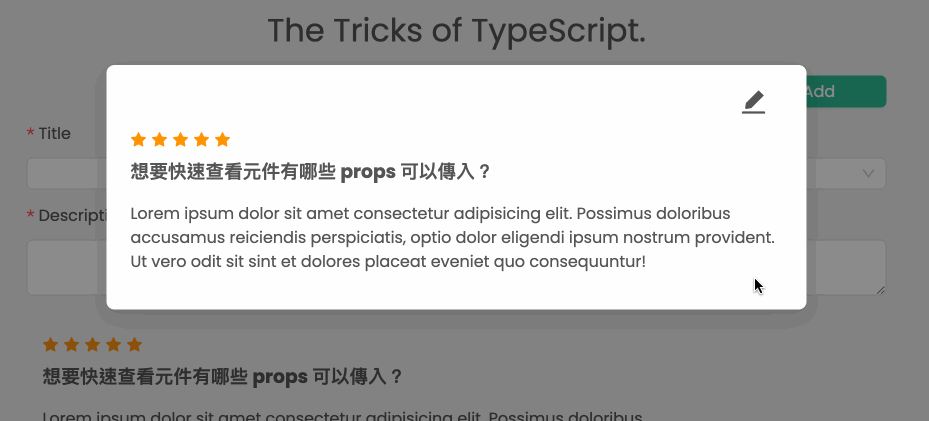 The Tricks of TypeScript.
Add
* Title
想要快速查看元件有哪些 props 可以傳入？
Lorem ipsum dolor sit amet consectetur adipisicing elit. Possimus doloribus
accusamus reiciendis perspiciatis, optio dolor eligendi ipsum nostrum provident.
Ut vero odit sit sint et dolores placeat eveniet quo consequuntur!
* Descripti
想要快速查看元件有哪些 props 可以傳入？
Lorem ipsum dolor sit amet consectetur adipisicing elit. Possimus doloribus